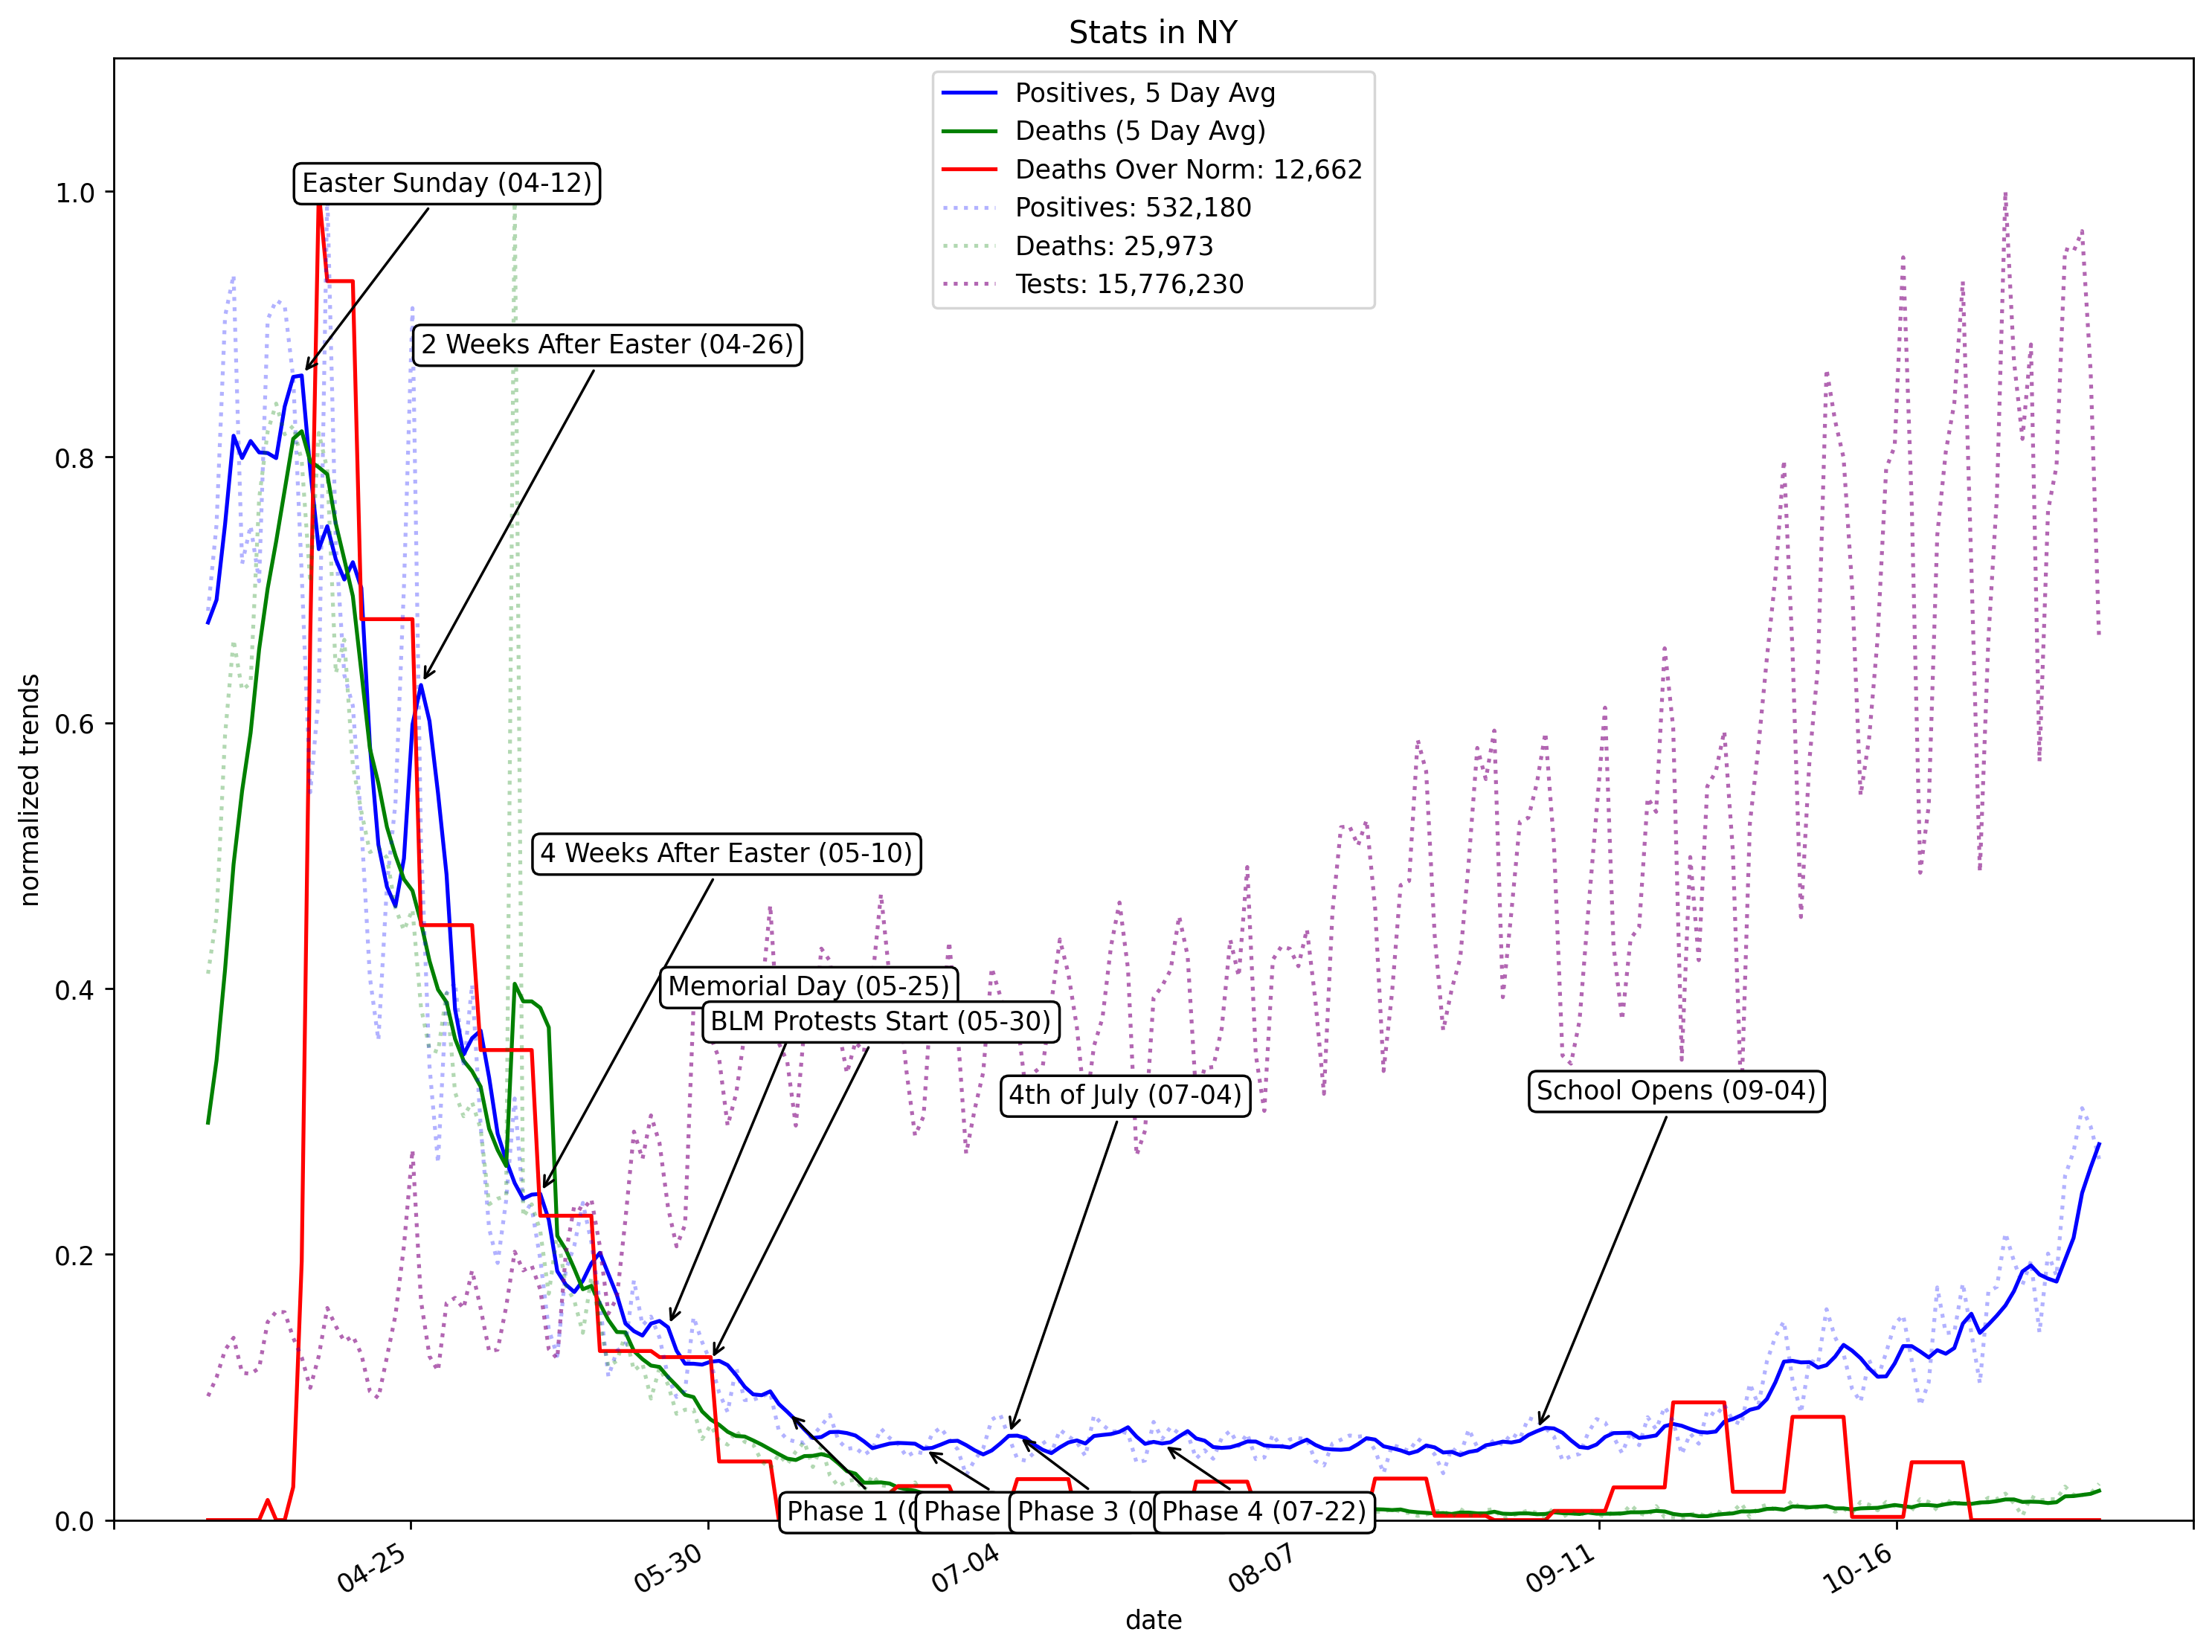 Stats in NY
Positives, 5 Day Avg
Deaths (5 Day Avg)
Deaths Over Norm: 12,662
Positives: 532,180
Deaths: 25,973
Tests: 15,776,230
Easter Sunday (04-12)
2 Weeks After Easter (04-26)
4 Weeks After Easter (05-10)
Memorial Day (05-25)
BLM Protests Start (05-30)
4th of July (07-04)
School Opens (09-04)
Phase 1 (
Phase
Phase 3 (0
Phase 4 (07-22)
normalized trends
1.0
0.8
0.6
0.4
0.2
0.0
04-25
05-30
07-04
08-07
09-11
10-16
date